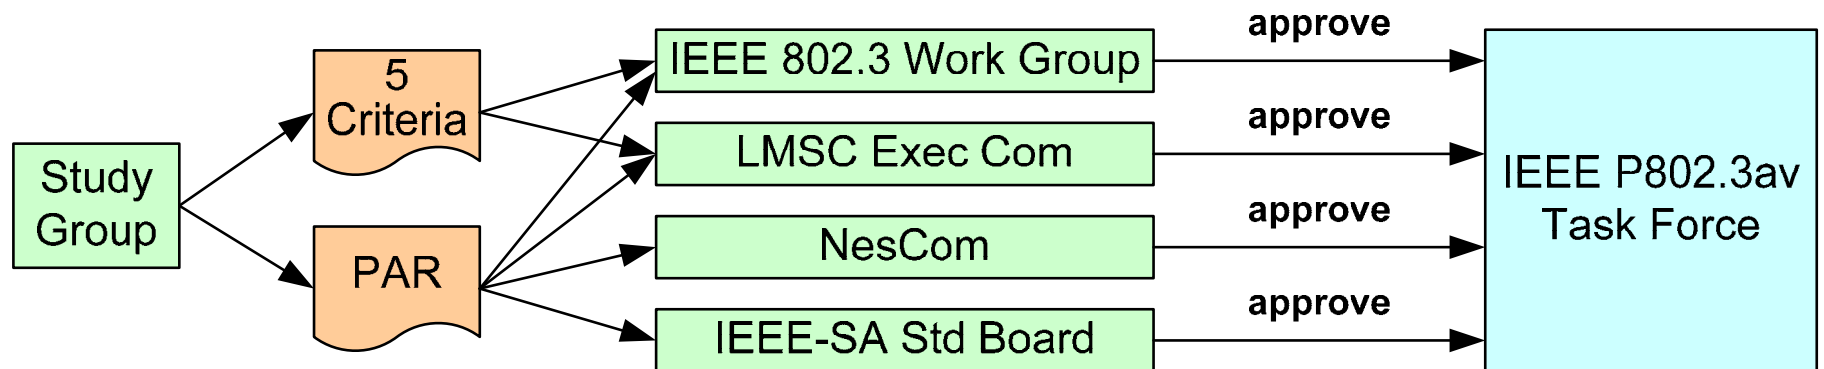 Study
Group
5
Criteria
PAR
IEEE 802.3 Work Group
LMSC Exec Com
NesCom
IEEE-SA Std Board
approve
approve
approve
approve
IEEE P802.3av
Task Force